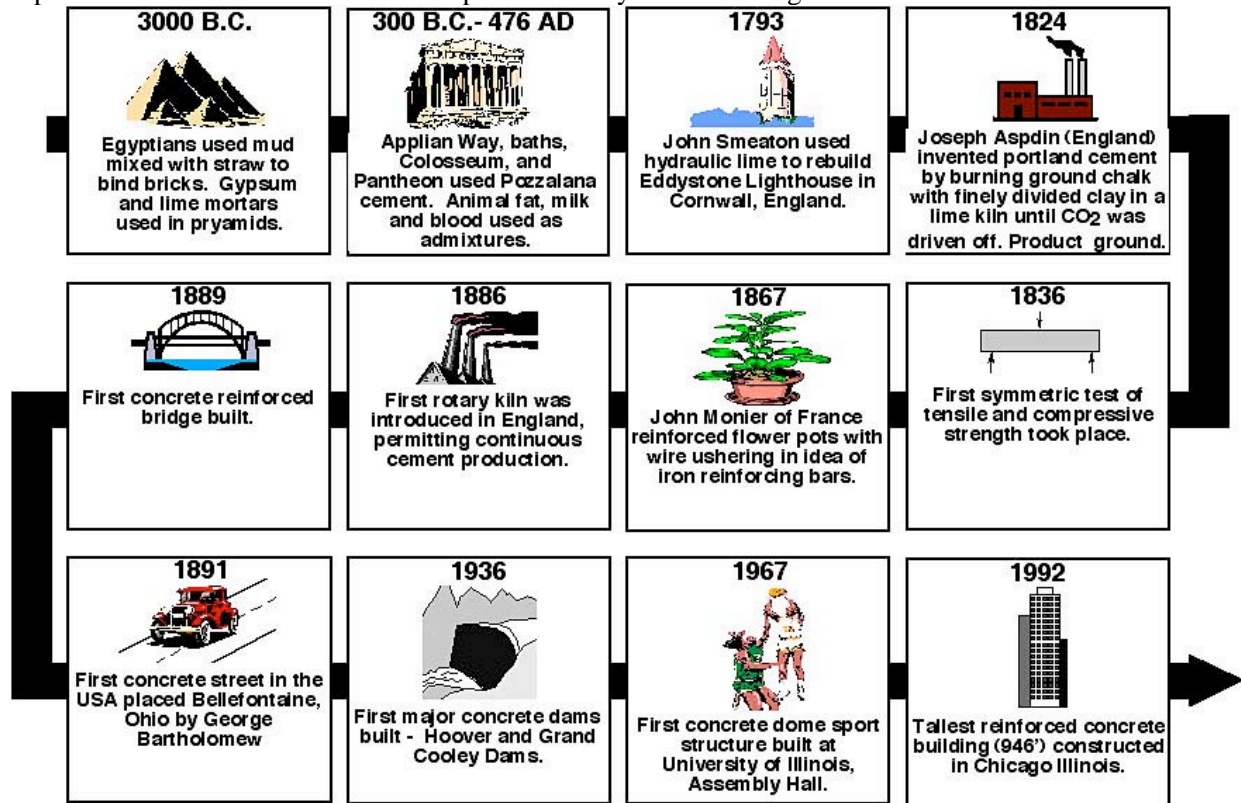 3000 B.C.
Egyptians used mud
mixed with straw to
bind bricks. Gypsum
and lime mortars
used in pryamids.
300 B.C.- 476 AD
Applian Way, baths,
Colosseum, and
Pantheon used Pozzalana
cement. Animal fat, milk
and blood used as
admixtures.
1793
John Smeaton used
hydraulic lime to rebuild
Eddystone Lighthouse in
Cornwall, England.
1824
Joseph Aspdin (England)
invented portland cement
by burning ground chalk
with finely divided clay in a
lime kiln until CO2 was
driven off. Product ground.
1889
First concrete reinforced
bridge built.
1886
First rotary kiln was
introduced in England,
permitting continuous
cement production.
1867
John Monier of France
reinforced flower pots with
wire ushering in idea of
iron reinforcing bars.
1836
First symmetric test of
tensile and compressive
strength took place.
1891
First concrete street in the
USA placed Bellefontaine,
Ohio by George
Bartholomew
1936
First major concrete dams
built - Hoover and Grand
Cooley Dams.
1967
First concrete dome sport
structure built at
University of Illinois,
Assembly Hall.
1992
Tallest reinforced concrete
building (946') constructed
in Chicago Illinois.